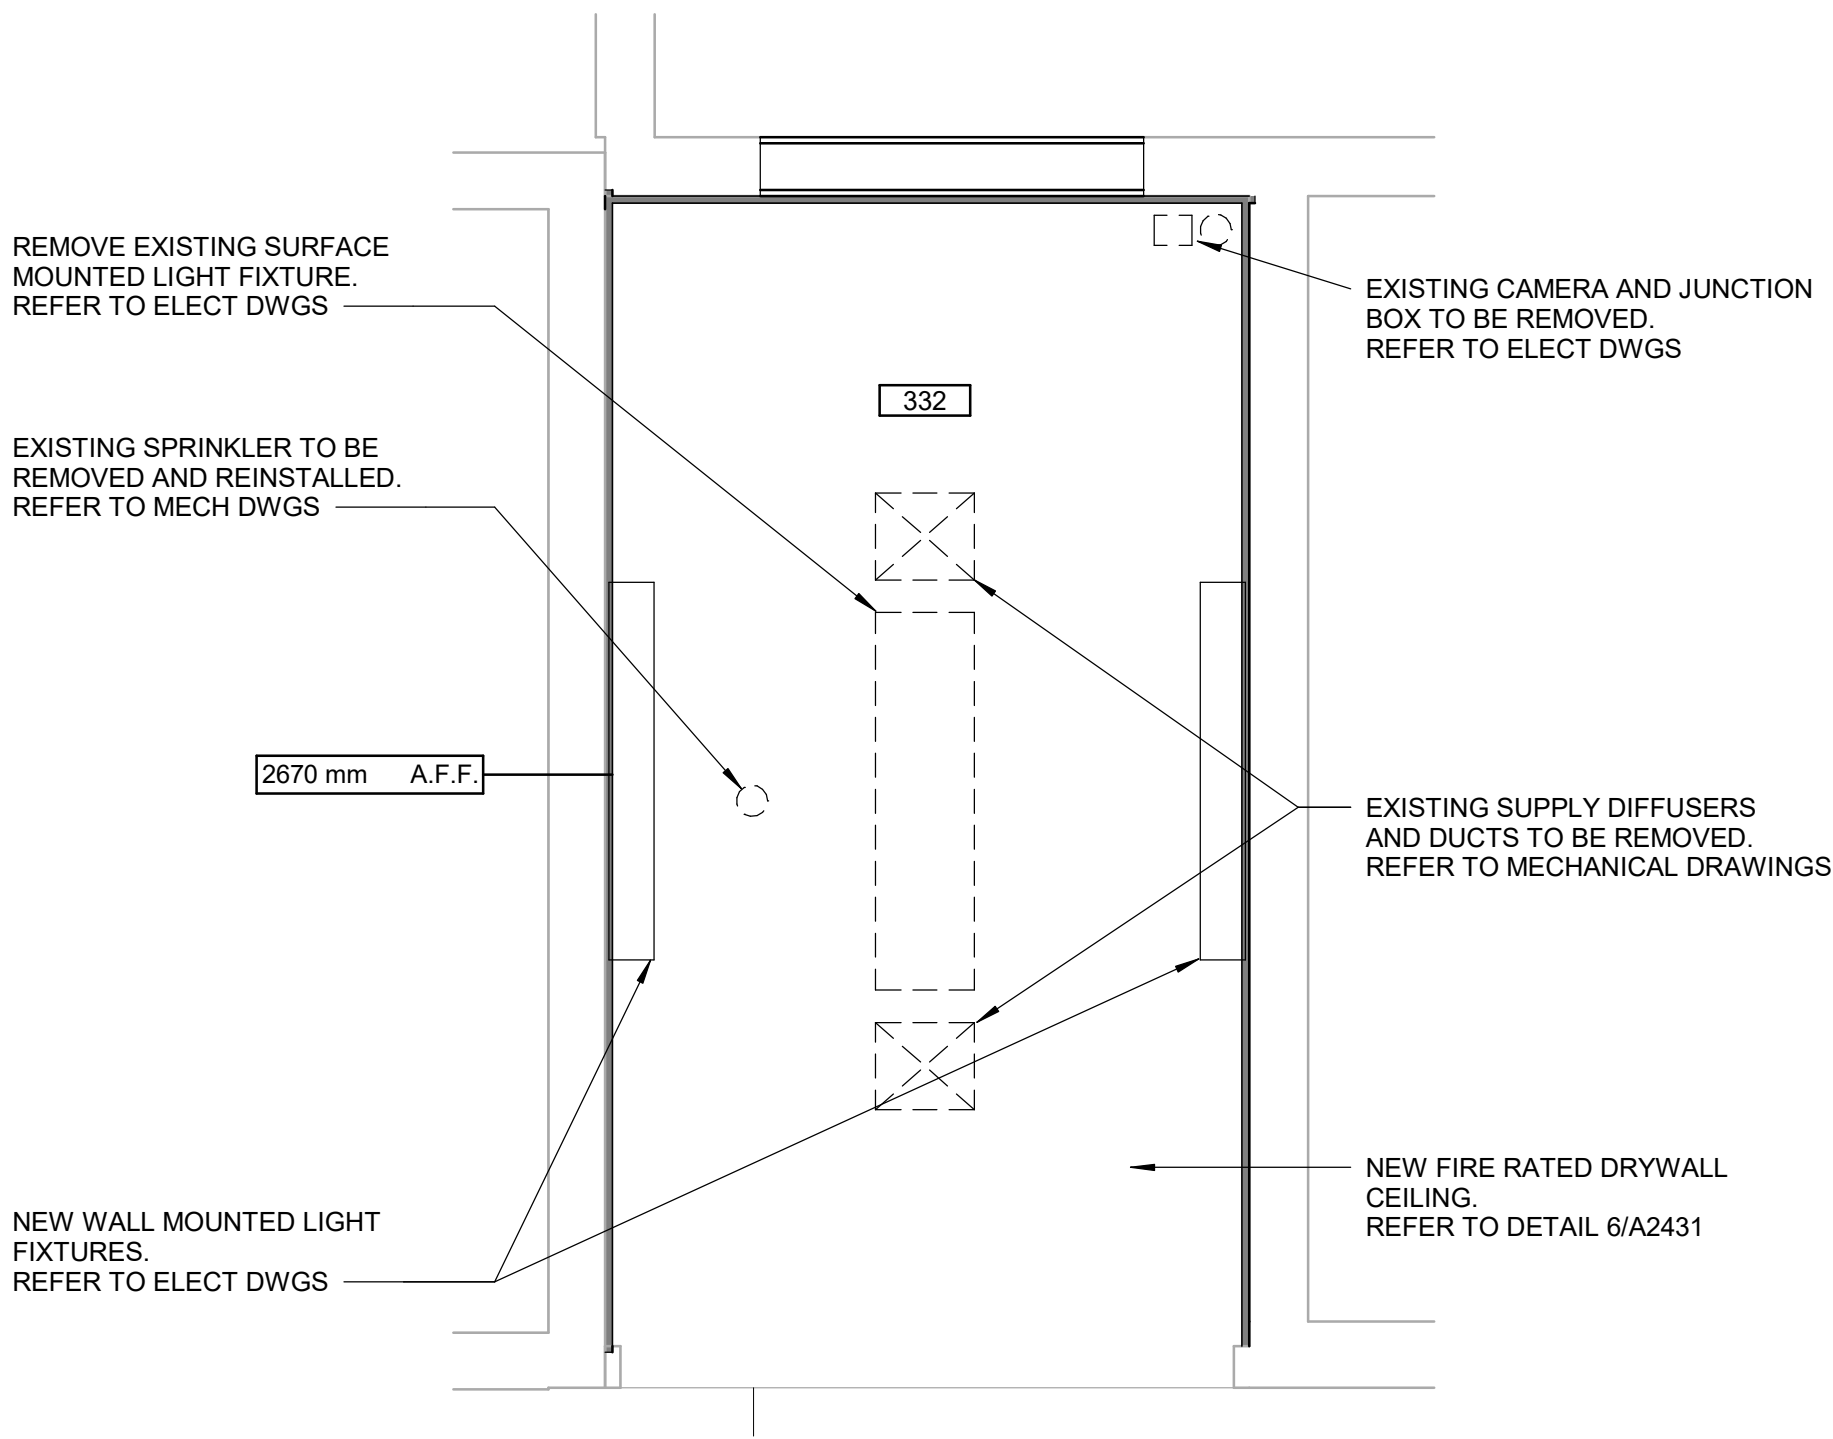 REMOVE EXISTING SURFACE
MOUNTED LIGHT FIXTURE.
REFER TO ELECT DWGS
EXISTING CAMERA AND JUNCTION
BOX TO BE REMOVED.
REFER TO ELECT DWGS
332
EXISTING SPRINKLER TO BE
REMOVED AND REINSTALLED.
REFER TO MECH DWGS
2670 mm A.F.F.
EXISTING SUPPLY DIFFUSERS
AND DUCTS TO BE REMOVED.
REFER TO MECHANICAL DRAWINGS
NEW FIRE RATED DRYWALL
CEILING.
REFER TO DETAIL 6/A2431
NEW WALL MOUNTED LIGHT
FIXTURES.
REFER TO ELECT DWGS